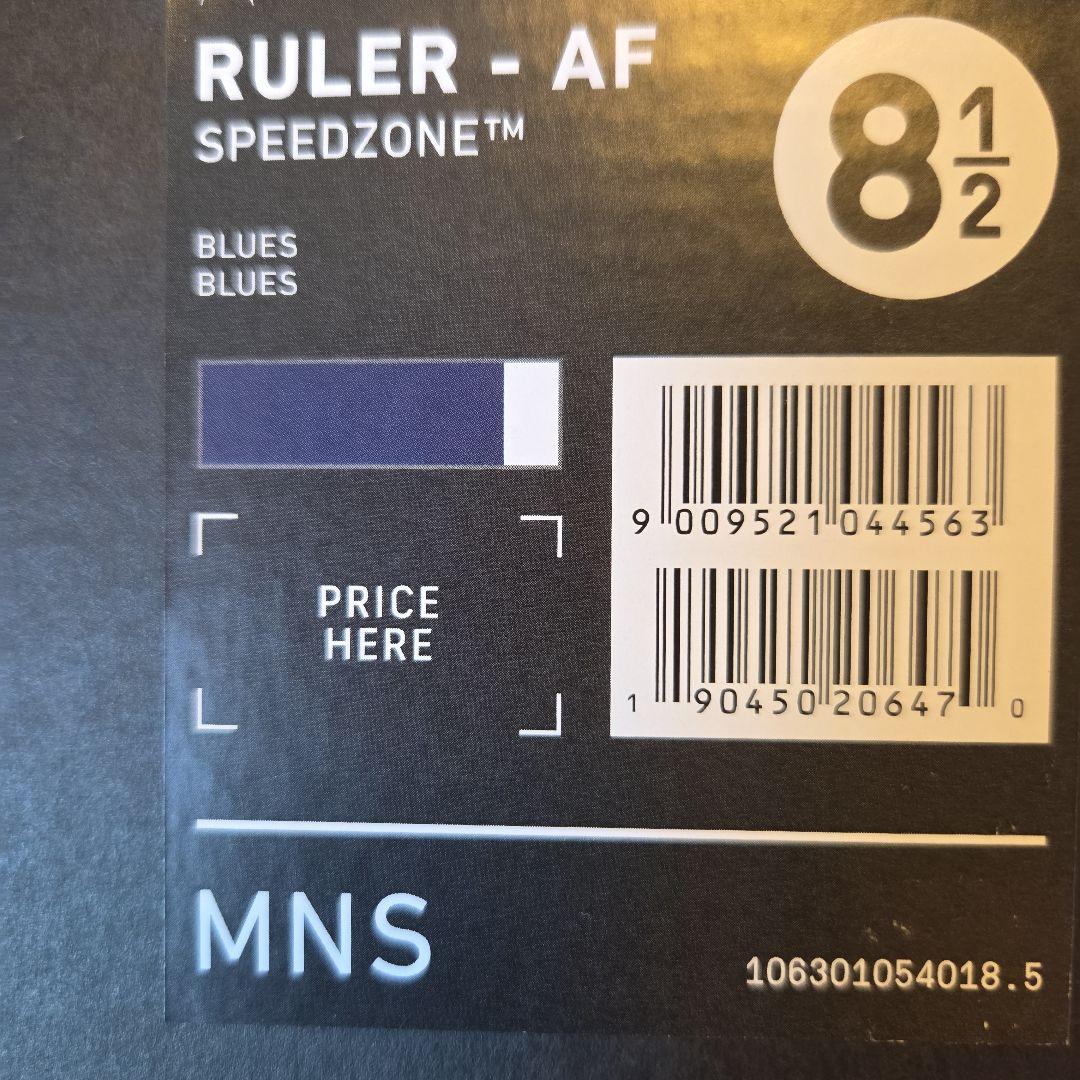 RULER - AF
SPEEDZONE™
8 1/2
BLUES
BLUES
9 009521 044563
PRICE
HERE
1 90450 20647 0
MNS
106301054018.5